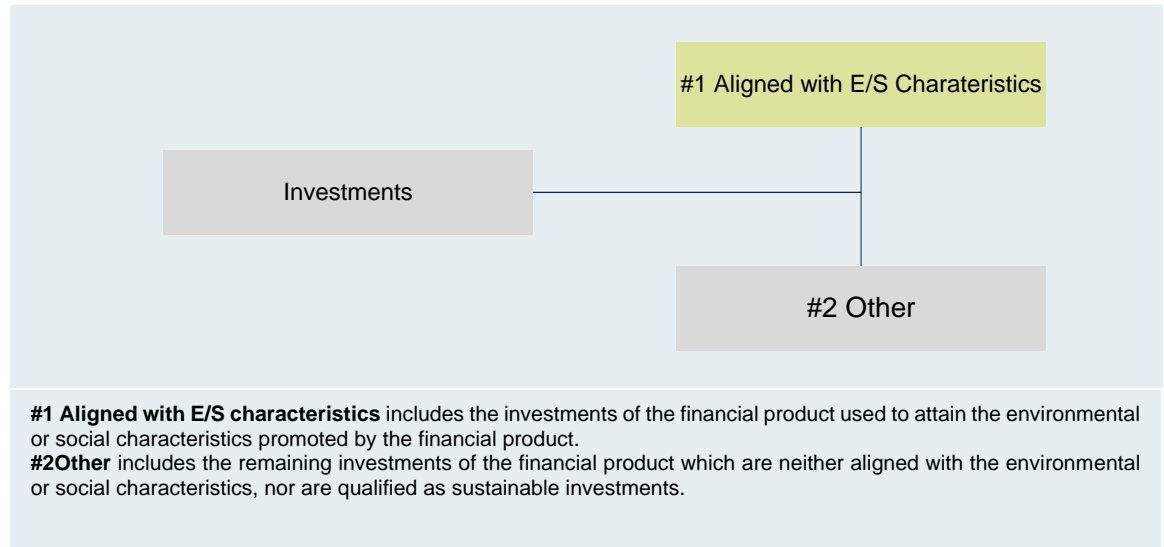 #1 Aligned with E/S Charateristics
Investments
#2 Other
#1 Aligned with E/S characteristics includes the investments of the financial product used to attain the environmental
or social characteristics promoted by the financial product.
#2Other includes the remaining investments of the financial product which are neither aligned with the environmental
or social characteristics, nor are qualified as sustainable investments.